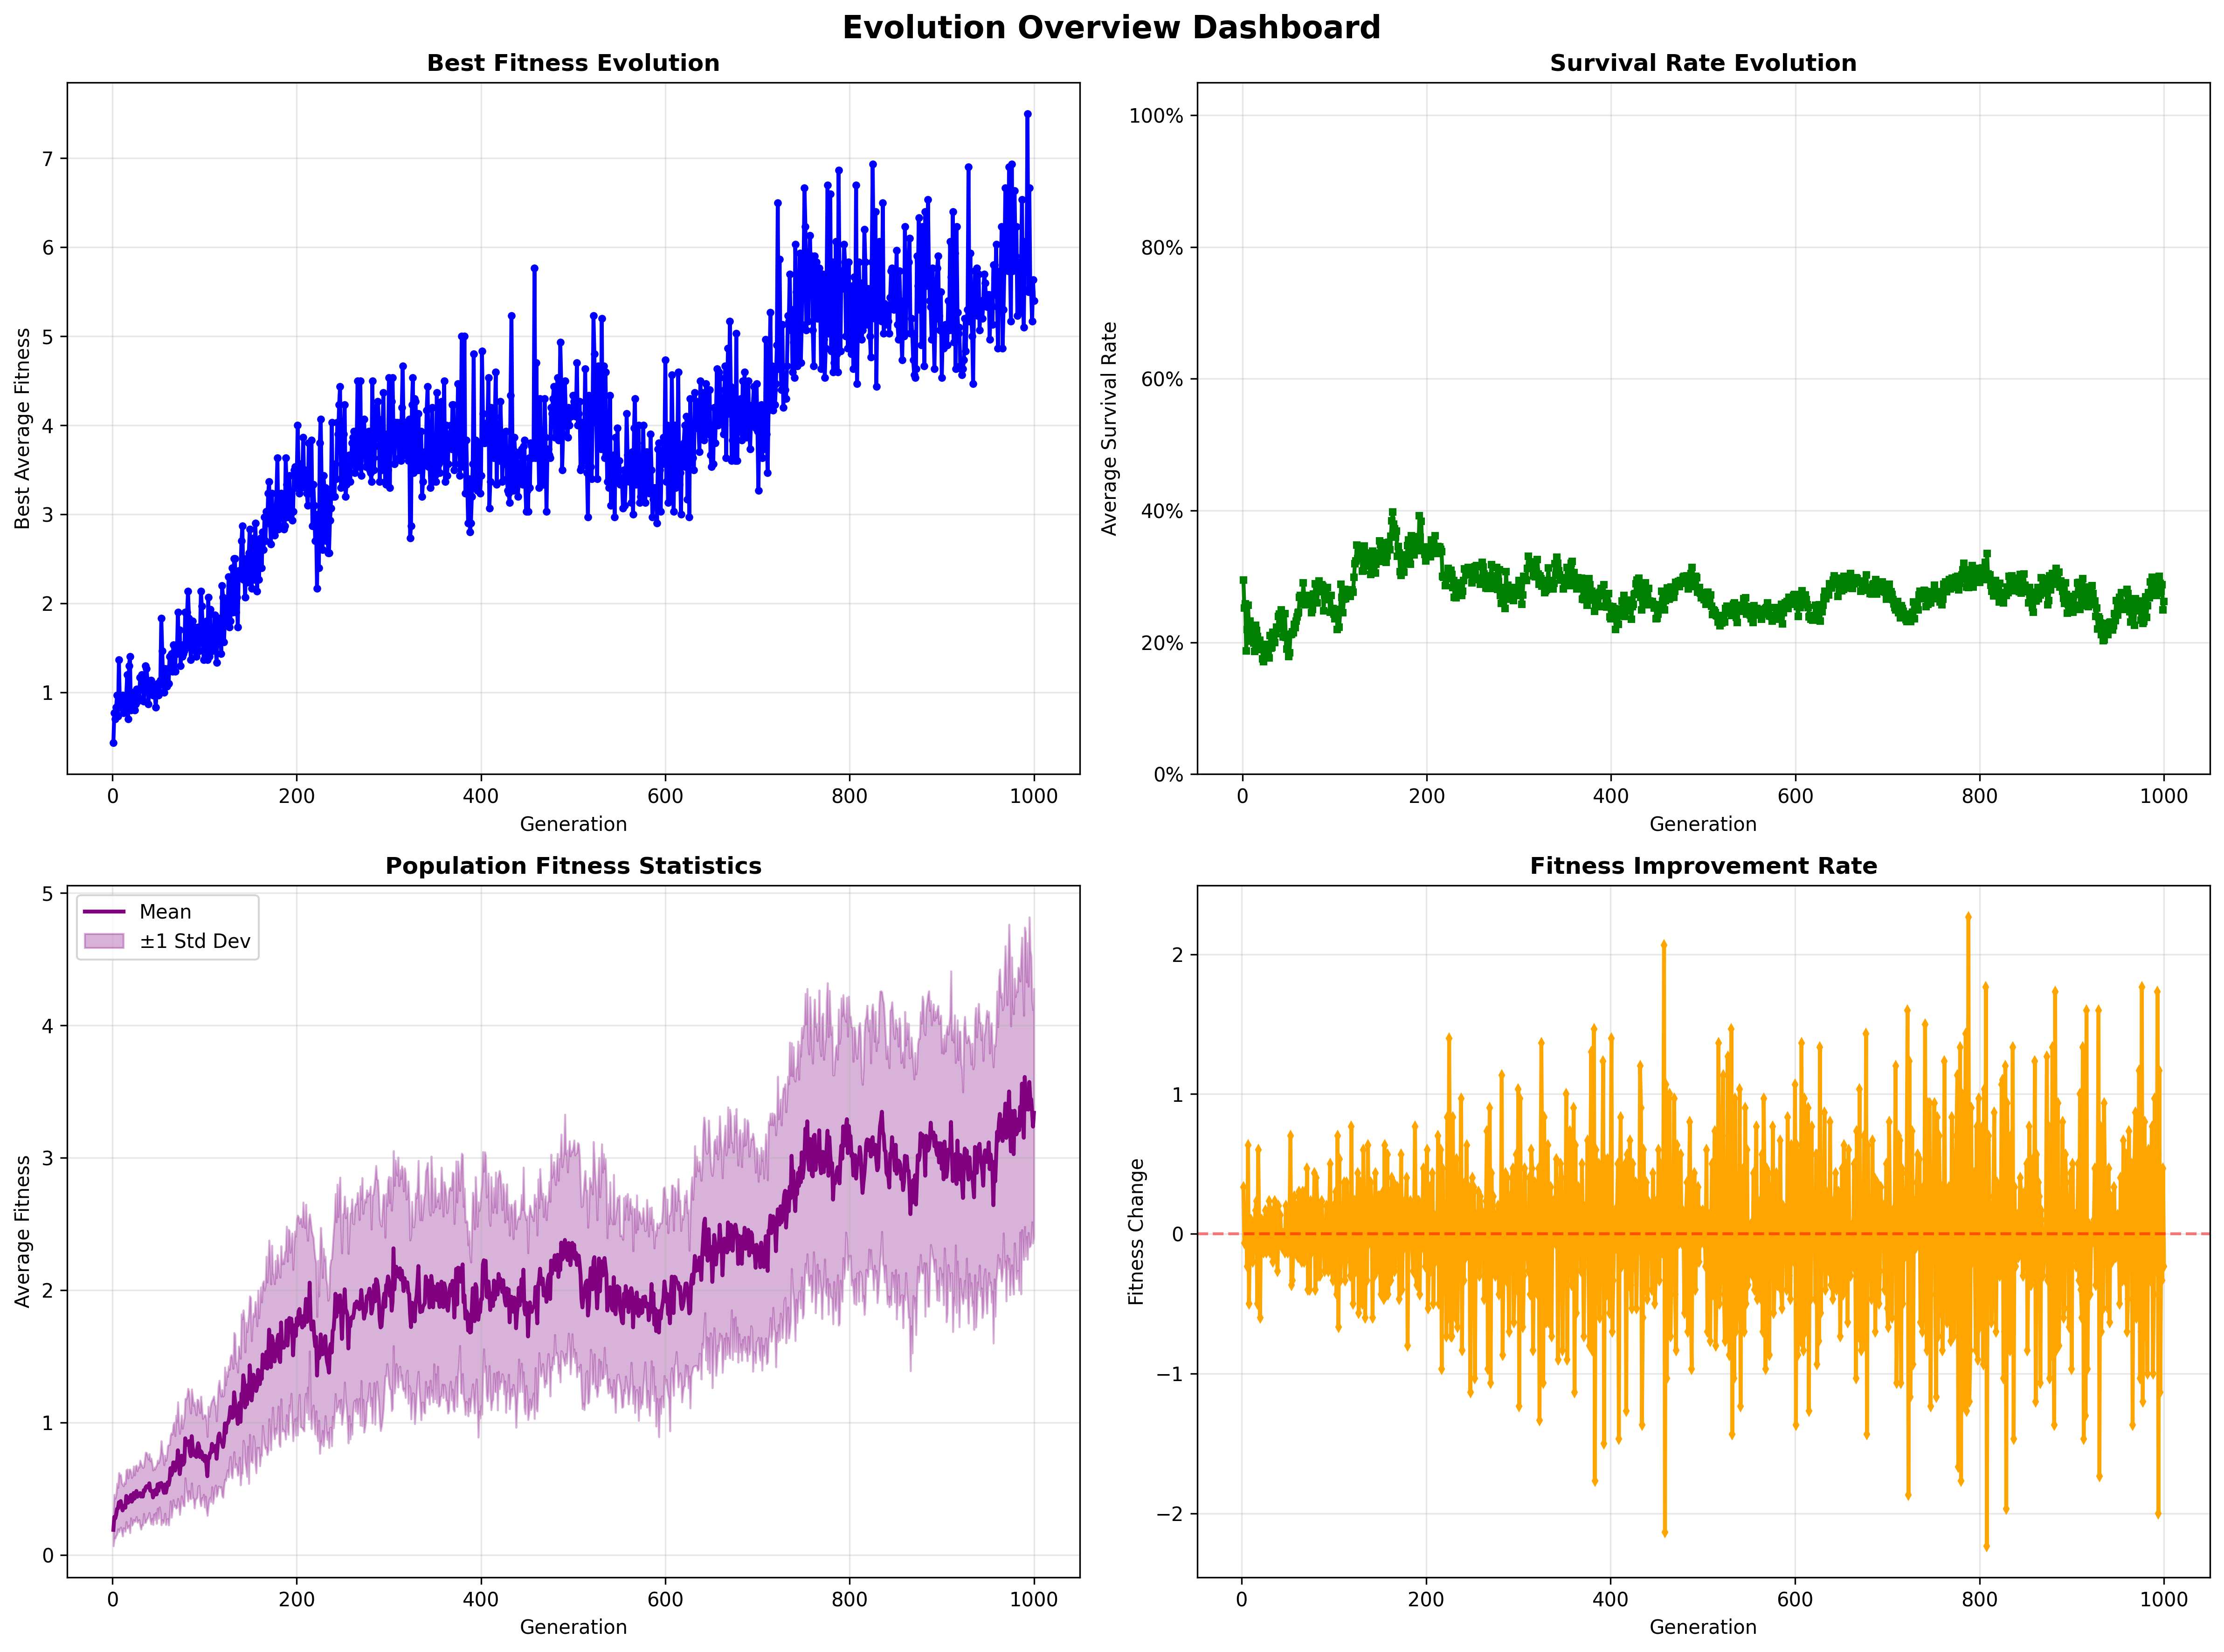 Evolution Overview Dashboard
Best Fitness Evolution
Best Average Fitness
7
6
5
4
3
2
1
0 200 400 600 800 1000
Generation
Survival Rate Evolution
Average Survival Rate
100%
80%
60%
40%
20%
0%
0 200 400 600 800 1000
Generation
Population Fitness Statistics
Mean
±1 Std Dev
Average Fitness
5
4
3
2
1
0
0 200 400 600 800 1000
Generation
Fitness Improvement Rate
Fitness Change
2
1
0
−1
−2
0 200 400 600 800 1000
Generation